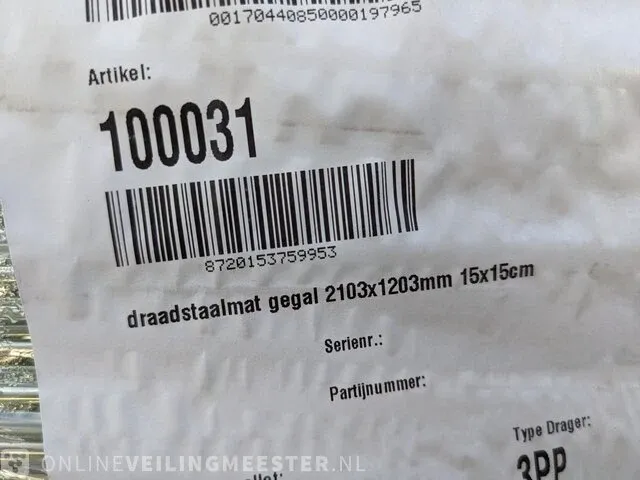 00170440850000197965
Artikel:
100031
8720153759953
draadstaalmat gegal 2103x1203mm 15x15cm
Serienr.:
Partijnummer:
Type Drager:
3PP
ONLINEVEILINGMEESTER.NL